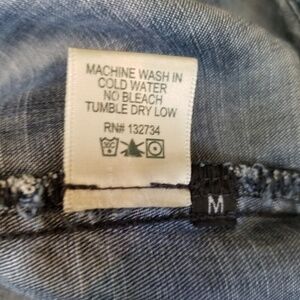 MACHINE WASH IN
COLD WATER
NO BLEACH
TUMBLE DRY LOW
RN# 132734
M